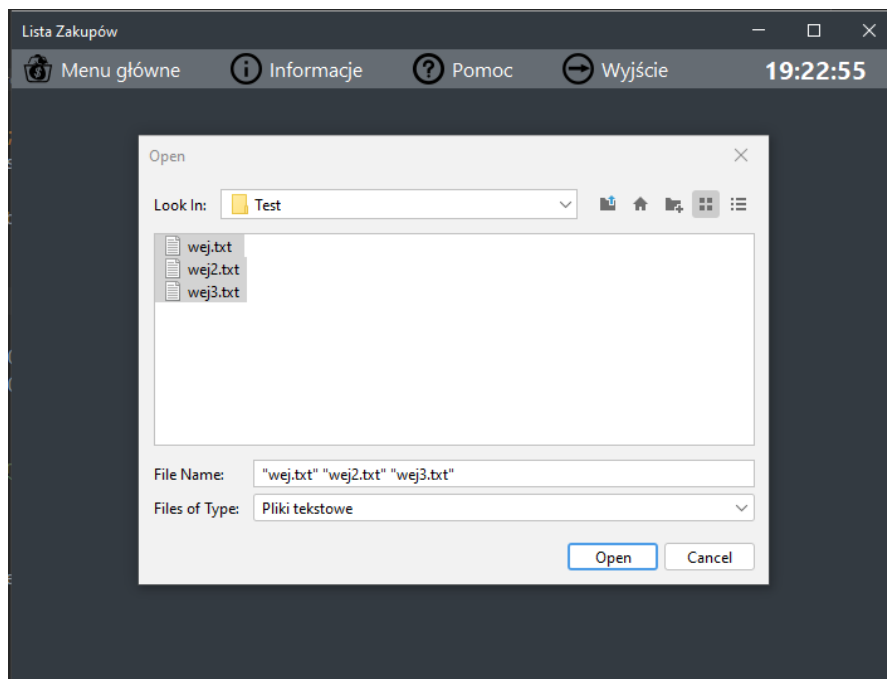 Lista Zakupów
Menu główne Informacje Pomoc Wyjście 19:22:55
Open
Look In: Test
wej.txt
wej2.txt
wej3.txt
File Name: "wej.txt" "wej2.txt" "wej3.txt"
Files of Type: Pliki tekstowe
Open Cancel